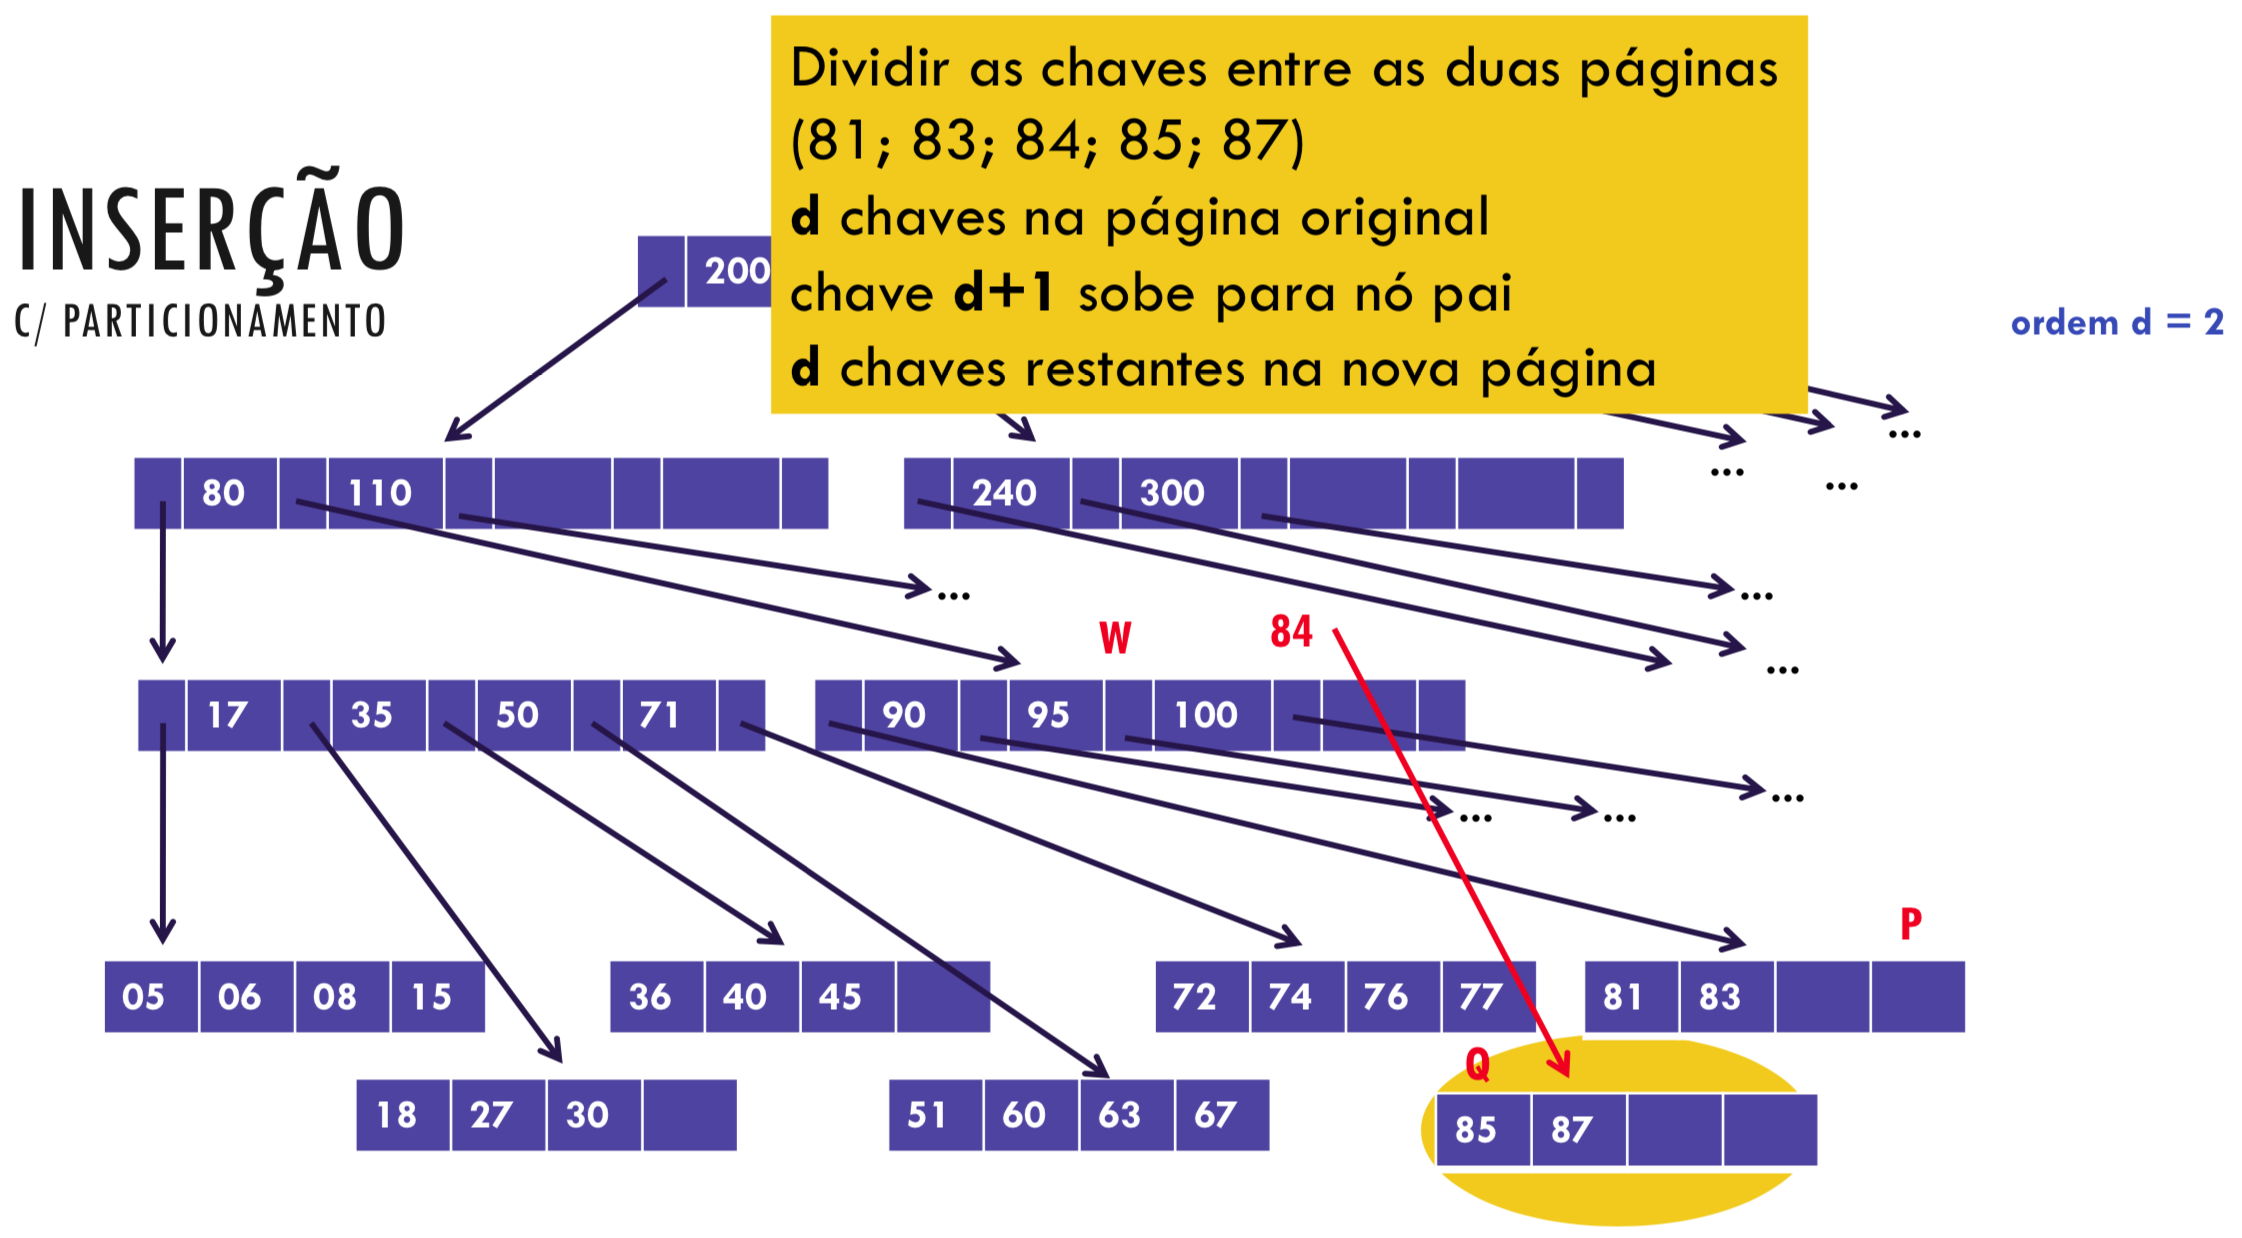 INSERÇÃO
C/ PARTICIONAMENTO
Dividir as chaves entre as duas páginas
(81; 83; 84; 85; 87)
d chaves na página original
chave d+1 sobe para nó pai
d chaves restantes na nova página
ordem d = 2
200
...
... ...
80 110
240 300
... ...
W 84
...
17 35 50 71
90 95 100
...
... ...
P
05 06 08 15
36 40 45
72 74 76 77
81 83
Q
18 27 30
51 60 63 67
85 87